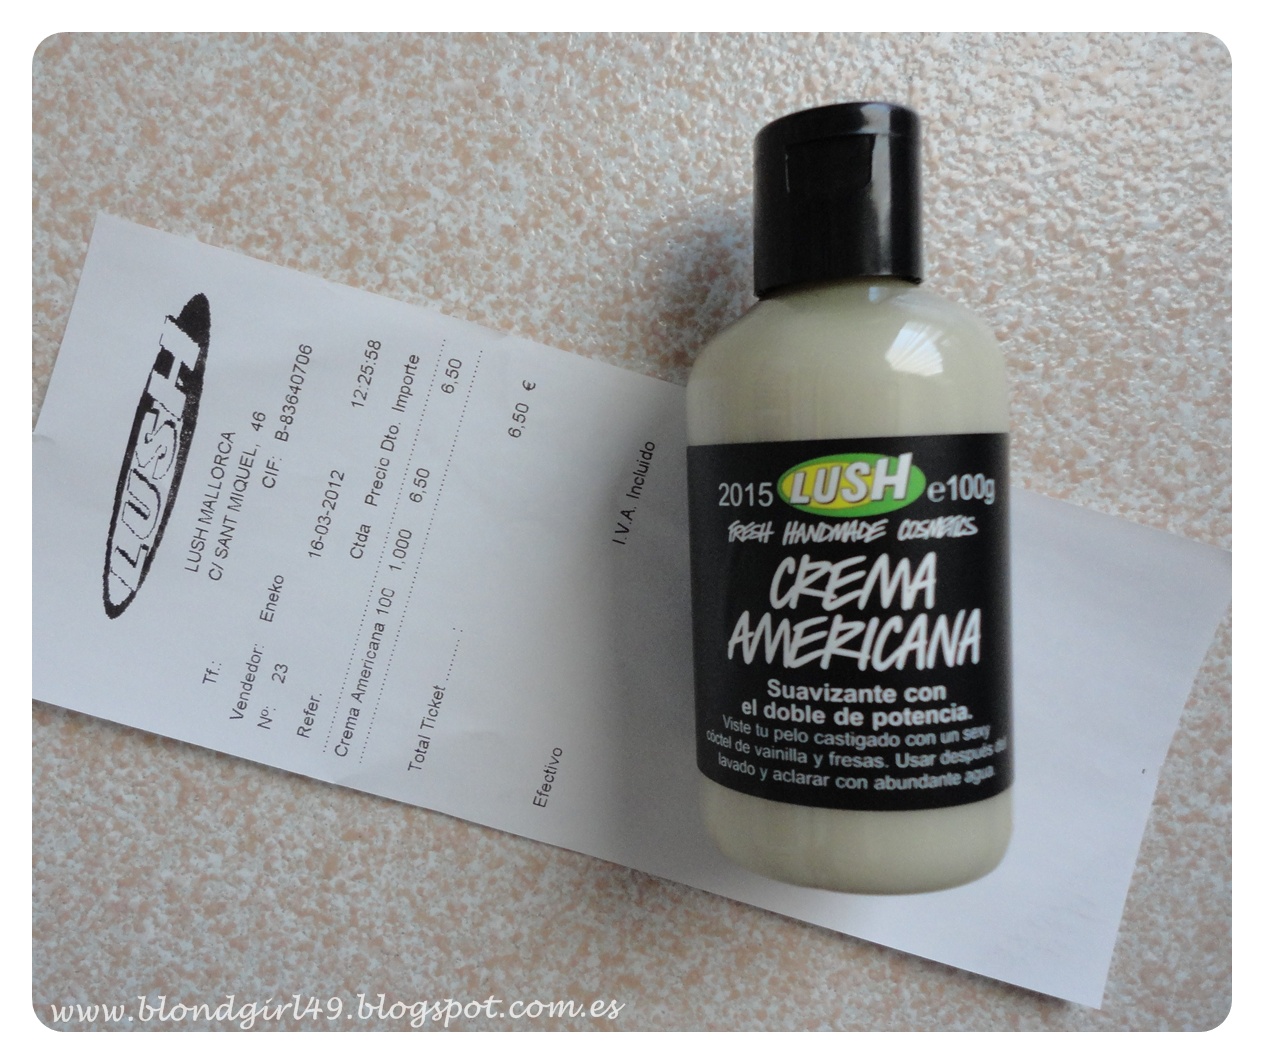 LUSH
LUSH MALLORCA
C/ SANT MIQUEL, 46
Tf.: CIF: B-83640706
Vendedor: Eneko
Nº: 23 16-03-2012 12:25:58
Refer. Ctda Precio Dto. Importe
Crema Americana 100 1,000 6,50 6,50
Total Ticket ........ : 6,50 €
Efectivo
I.V.A. Incluido
2015 LUSH e100g
FRESH HANDMADE COSMETICS
CREMA
AMERICANA
Suavizante con
el doble de potencia.
Viste tu pelo castigado con un sexy
cóctel de vainilla y fresas. Usar después del
lavado y aclarar con abundante agua.
www.blondgirl49.blogspot.com.es